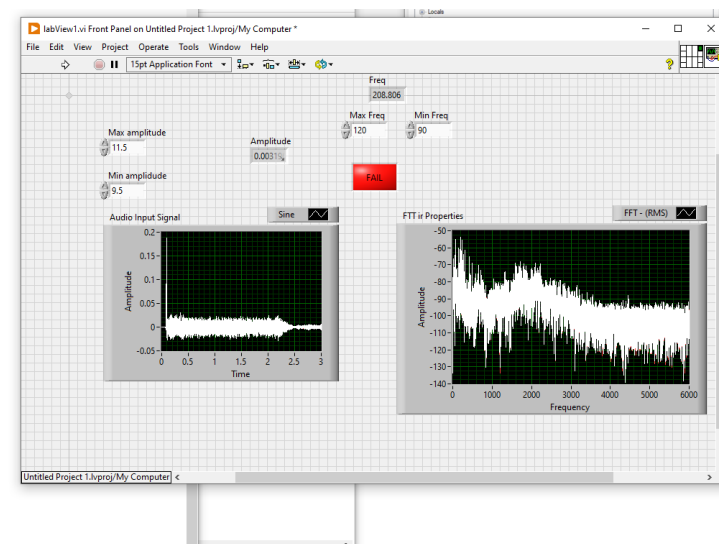 Locals
labView1.vi Front Panel on Untitled Project 1.lvproj/My Computer *
File Edit View Project Operate Tools Window Help
15pt Application Font
Freq
208.806
Max Freq Min Freq
120 90
Max amplitude
11.5
Amplitude
Min amplidude
9.5
FAIL
Audio Input Signal Sine
0.2
0.15
0.1
0.05
0
-0.05
Amplitude
0 0.5 1 1.5 2 2.5 3
Time
FTT ir Properties FFT - (RMS)
-50
-60
-70
-80
-90
-100
-110
-120
-130
-140
Amplitude
0 1000 2000 3000 4000 5000 6000
Frequency
Untitled Project 1.lvproj/My Computer